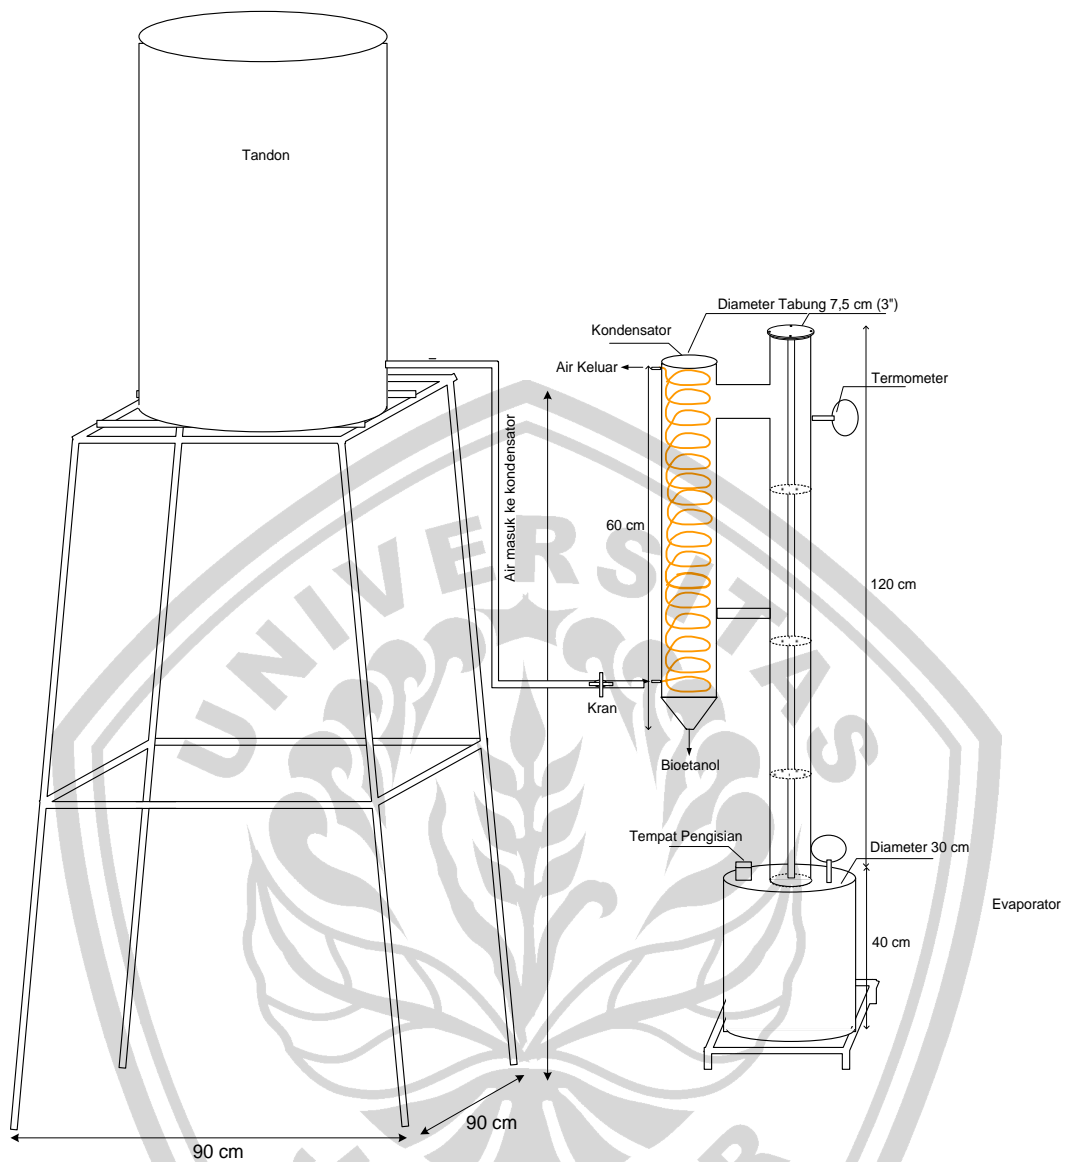 Tandon
Diameter Tabung 7,5 cm (3")
Kondensator
Air Keluar
Termometer
Air masuk ke kondensator
60 cm
120 cm
Kran
Bioetanol
Tempat Pengisian
Diameter 30 cm
Evaporator
40 cm
90 cm
90 cm
UNIVERSITAS